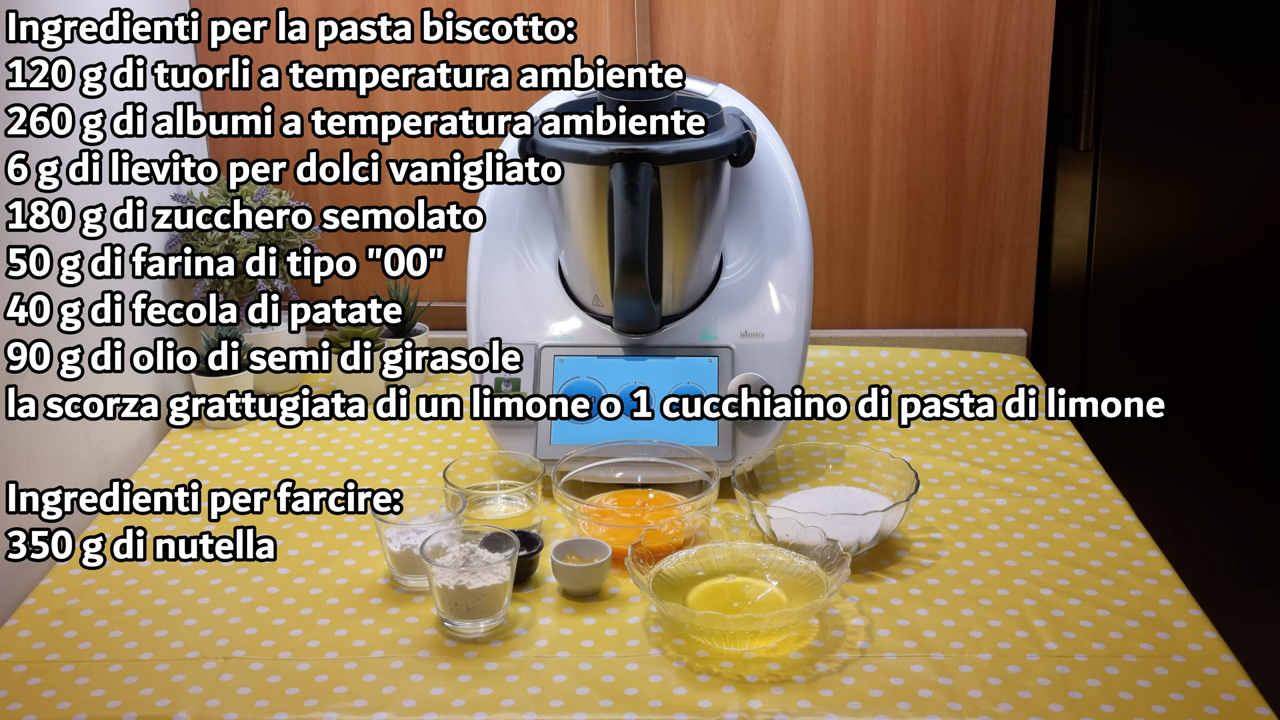 Ingredienti per la pasta biscotto:
120 g di tuorli a temperatura ambiente
260 g di albumi a temperatura ambiente
6 g di lievito per dolci vanigliato
180 g di zucchero semolato
50 g di farina di tipo "00"
40 g di fecola di patate
90 g di olio di semi di girasole
la scorza grattugiata di un limone o 1 cucchiaino di pasta di limone
Ingredienti per farcire:
350 g di nutella